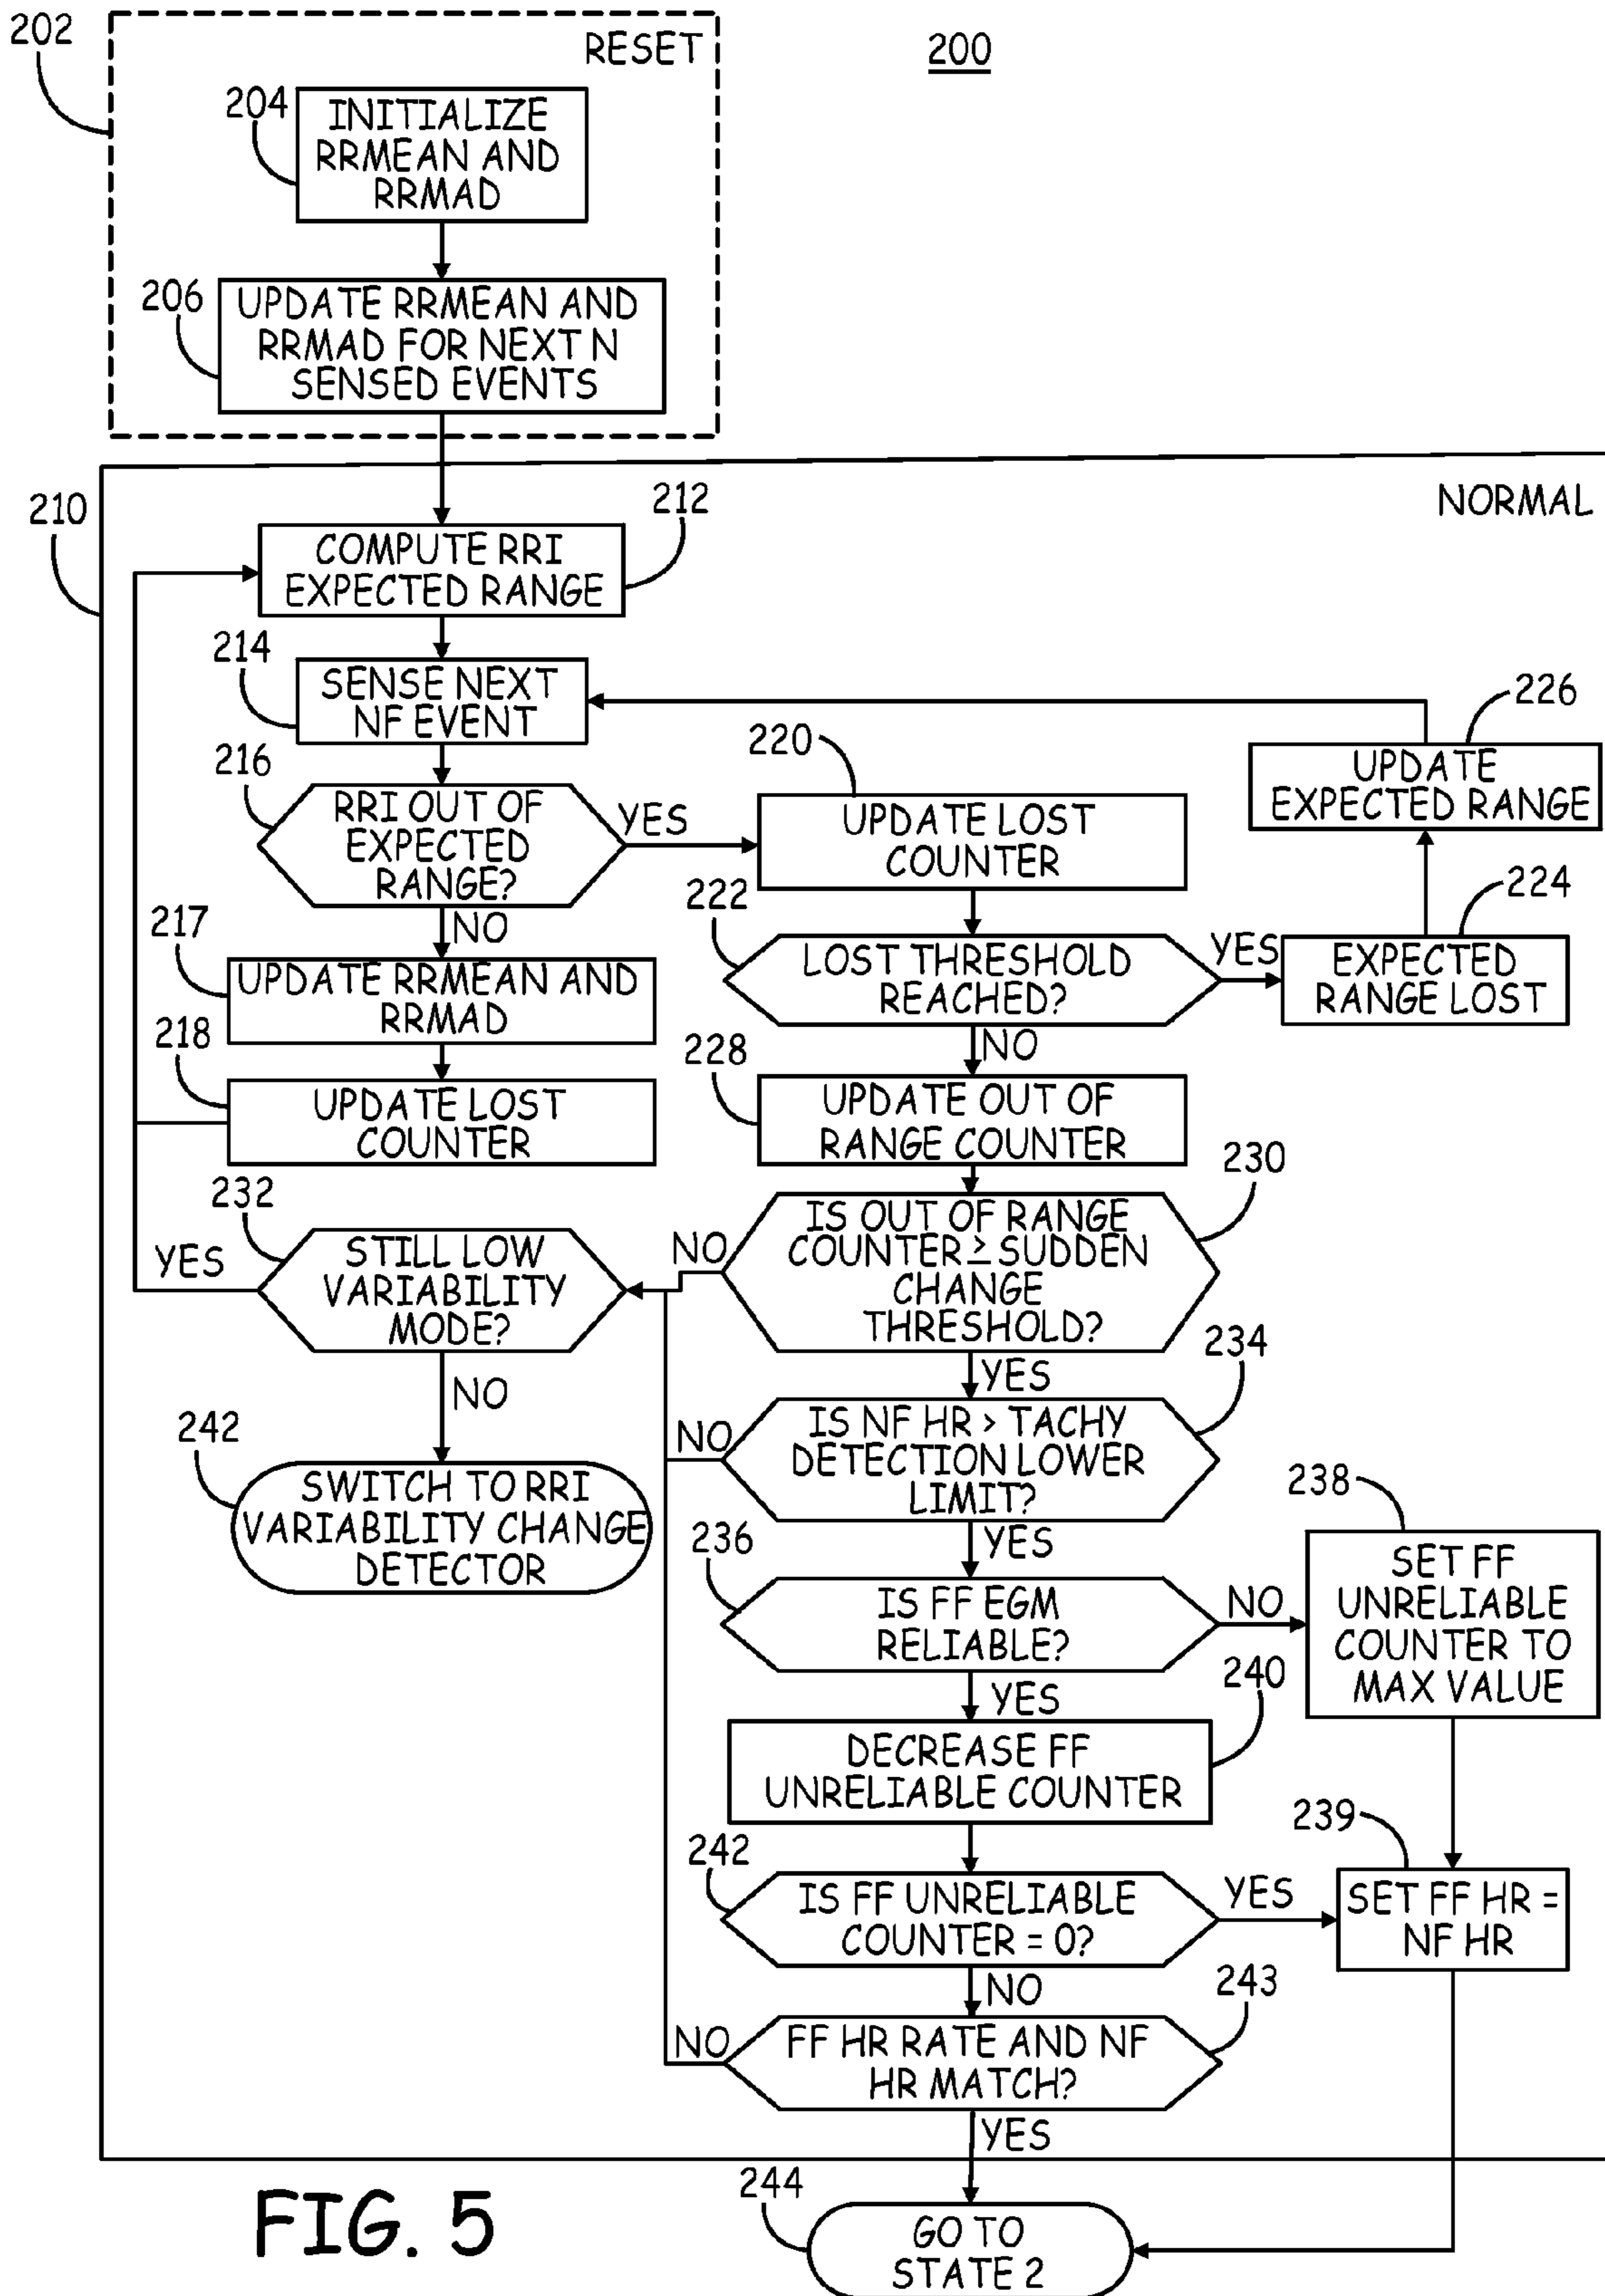 202
RESET
200
204
INITIALIZE
RRMEAN AND
RRMAD
206
UPDATE RRMEAN AND
RRMAD FOR NEXT N
SENSED EVENTS
210
NORMAL
212
COMPUTE RRI
EXPECTED RANGE
214
SENSE NEXT
NF EVENT
216
RRI OUT OF
EXPECTED
RANGE?
YES
NO
220
UPDATE LOST
COUNTER
226
UPDATE
EXPECTED RANGE
222
LOST THRESHOLD
REACHED?
YES
NO
224
EXPECTED
RANGE LOST
217
UPDATE RRMEAN AND
RRMAD
218
UPDATE LOST
COUNTER
228
UPDATE OUT OF
RANGE COUNTER
230
IS OUT OF RANGE
COUNTER ≥ SUDDEN
CHANGE
THRESHOLD?
NO
YES
232
STILL LOW
VARIABILITY
MODE?
YES
NO
242
SWITCH TO RRI
VARIABILITY CHANGE
DETECTOR
234
IS NF HR > TACHY
DETECTION LOWER
LIMIT?
NO
YES
236
IS FF EGM
RELIABLE?
NO
YES
238
SET FF
UNRELIABLE
COUNTER TO
MAX VALUE
240
DECREASE FF
UNRELIABLE COUNTER
242
IS FF UNRELIABLE
COUNTER = 0?
YES
NO
239
SET FF HR =
NF HR
243
FF HR RATE AND NF
HR MATCH?
NO
YES
244
GO TO
STATE 2
FIG. 5